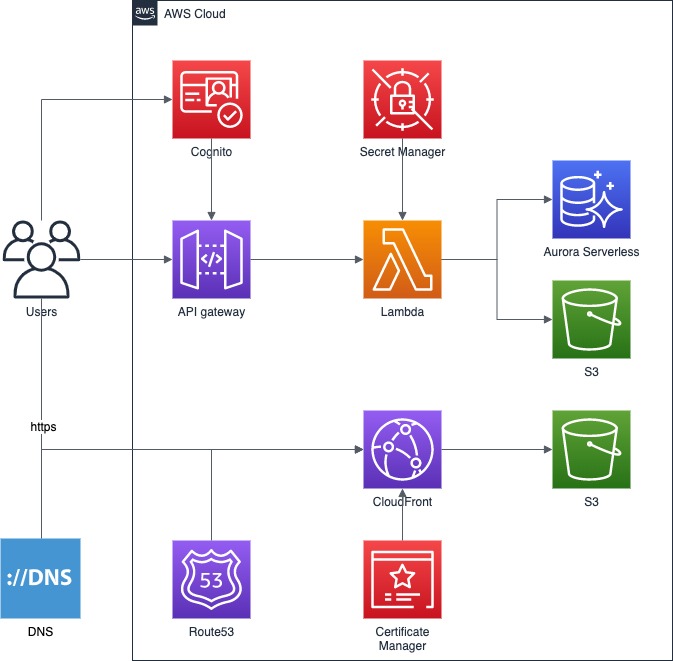 aws
AWS Cloud
Cognito
Secret Manager
Aurora Serverless
Users
</>
API gateway
Lambda
S3
https
CloudFront
S3
://DNS
DNS
53
Route53
Certificate
Manager